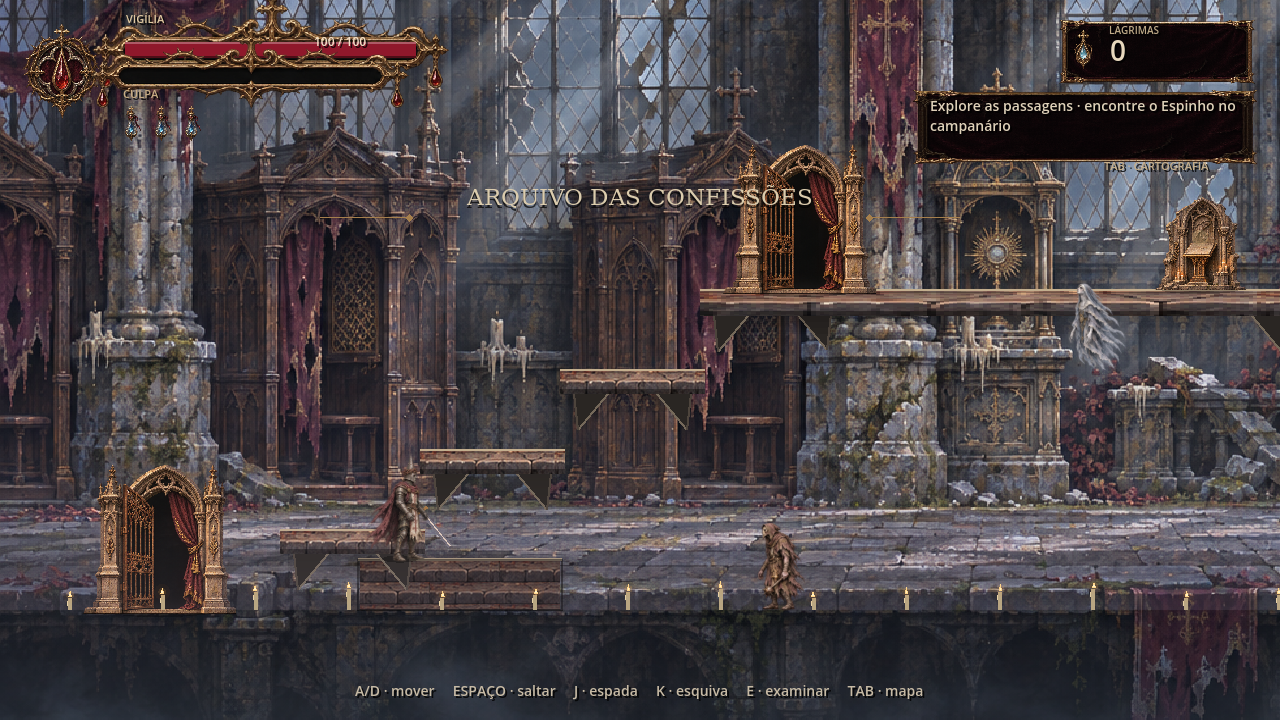 VIGÍLIA
100 / 100
CULPA
LÁGRIMAS
0
Explore as passagens · encontre o Espinho no
campanário
TAB · CARTOGRAFIA
ARQUIVO DAS CONFISSÕES
A/D · mover ESPAÇO · saltar J · espada K · esquiva E · examinar TAB · mapa